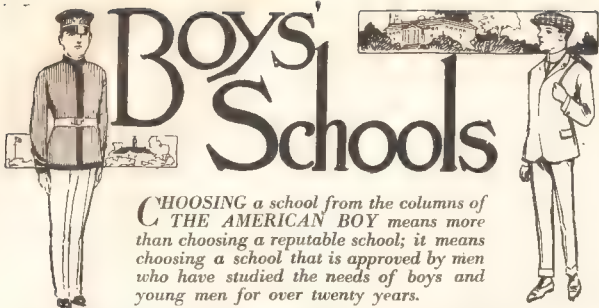 BOYS'
SCHOOLS
CHOOSING a school from the columns of
THE AMERICAN BOY means more
than choosing a reputable school; it means
choosing a school that is approved by men
who have studied the needs of boys and
young men for over twenty years.